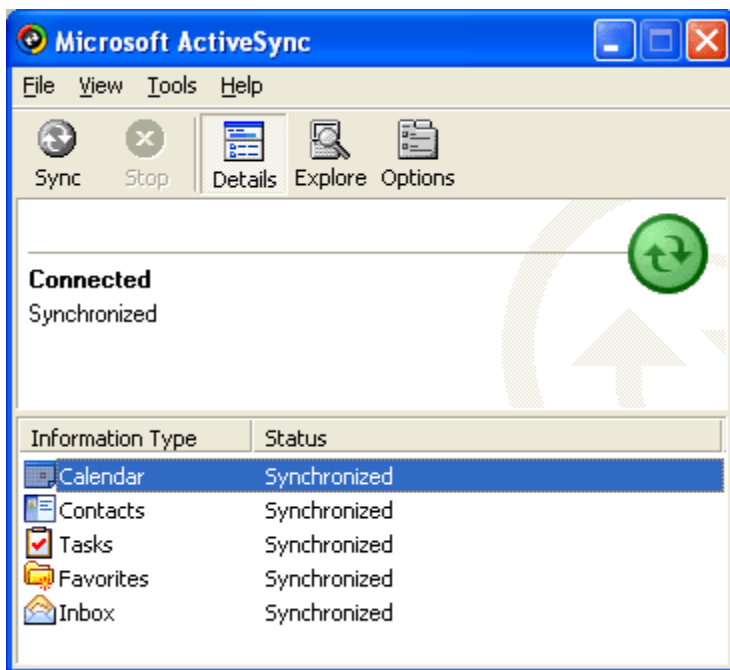 Microsoft ActiveSync
File View Tools Help
Sync Stop Details Explore Options
Connected
Synchronized
Information Type Status
Calendar Synchronized
Contacts Synchronized
Tasks Synchronized
Favorites Synchronized
Inbox Synchronized